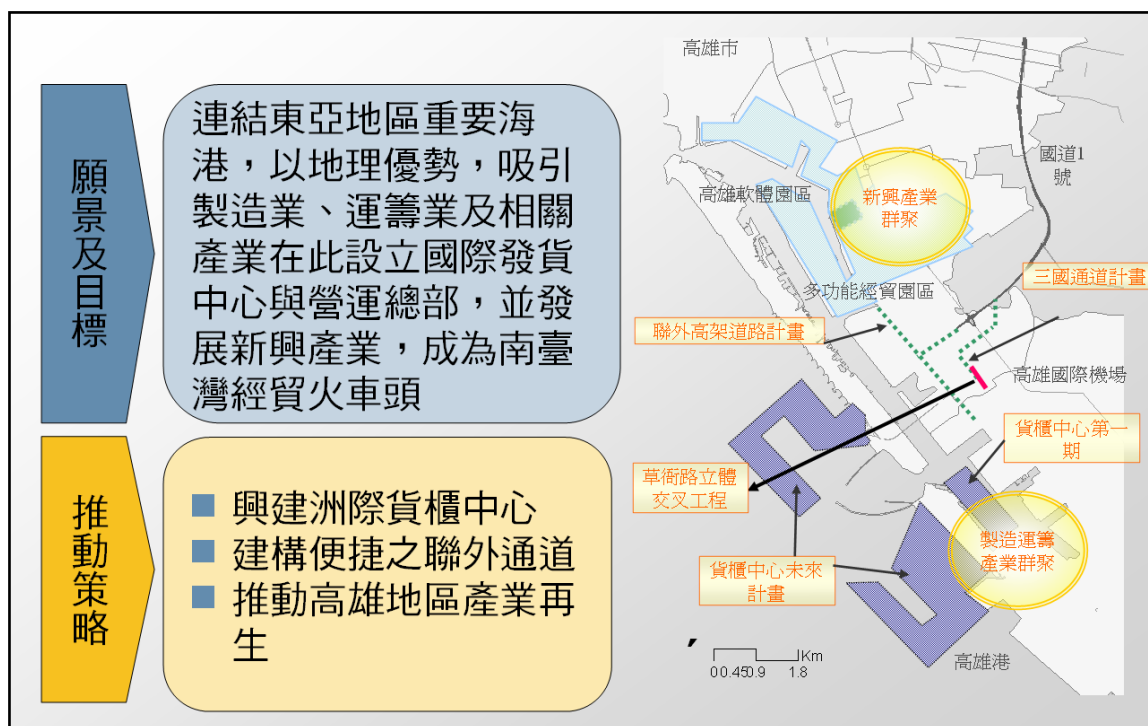 願景及目標
連結東亞地區重要海
港，以地理優勢，吸引
製造業、運籌業及相關
產業在此設立國際發貨
中心與營運總部，並發
展新興產業，成為南臺
灣經貿火車頭
推動策略
興建洲際貨櫃中心
建構便捷之聯外通道
推動高雄地區產業再
生
高雄市
國道1
號
高雄軟體園區
新興產業
群聚
三國通道計畫
多功能經貿園區
聯外高架道路計畫
高雄國際機場
貨櫃中心第一
期
草衙路立體
交叉工程
製造運籌
產業群聚
貨櫃中心未來
計畫
高雄港
Km
0 0.45 0.9 1.8